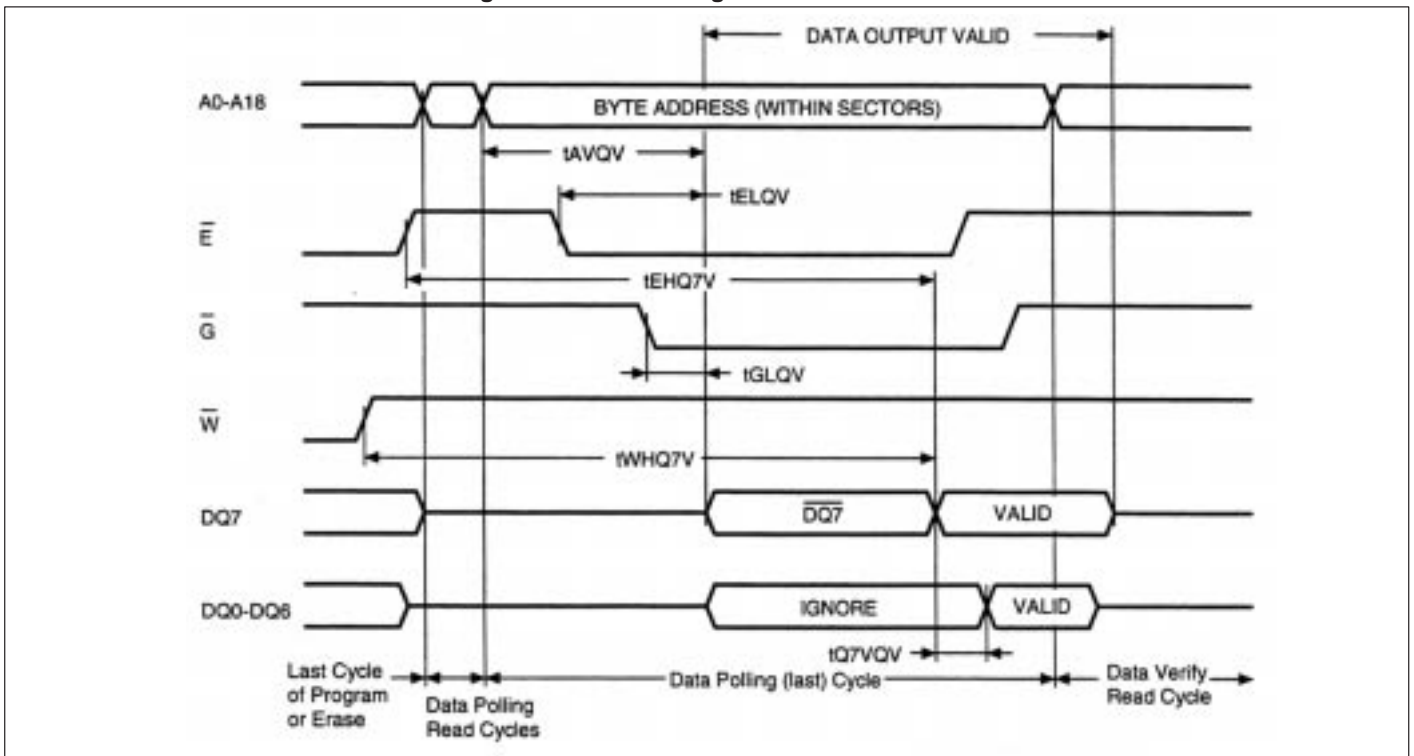 DATA OUTPUT VALID
A0-A18
BYTE ADDRESS (WITHIN SECTORS)
tAVQV
tELQV
E̅
tEHQ7V
G̅
tGLQV
W̅
tWHQ7V
DQ7
D̅Q̅7̅
VALID
DQ0-DQ6
IGNORE
VALID
tQ7VQV
Last Cycle
of Program
or Erase
Data Polling
Read Cycles
Data Polling (last) Cycle
Data Verify
Read Cycle